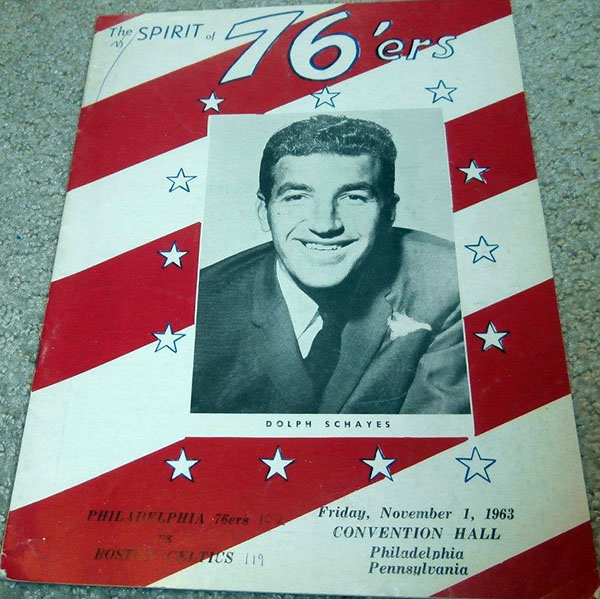 The SPIRIT of 76'ers
DOLPH SCHAYES
PHILADELPHIA 76ers
vs
BOSTON CELTICS 119
Friday, November 1, 1963
CONVENTION HALL
Philadelphia
Pennsylvania